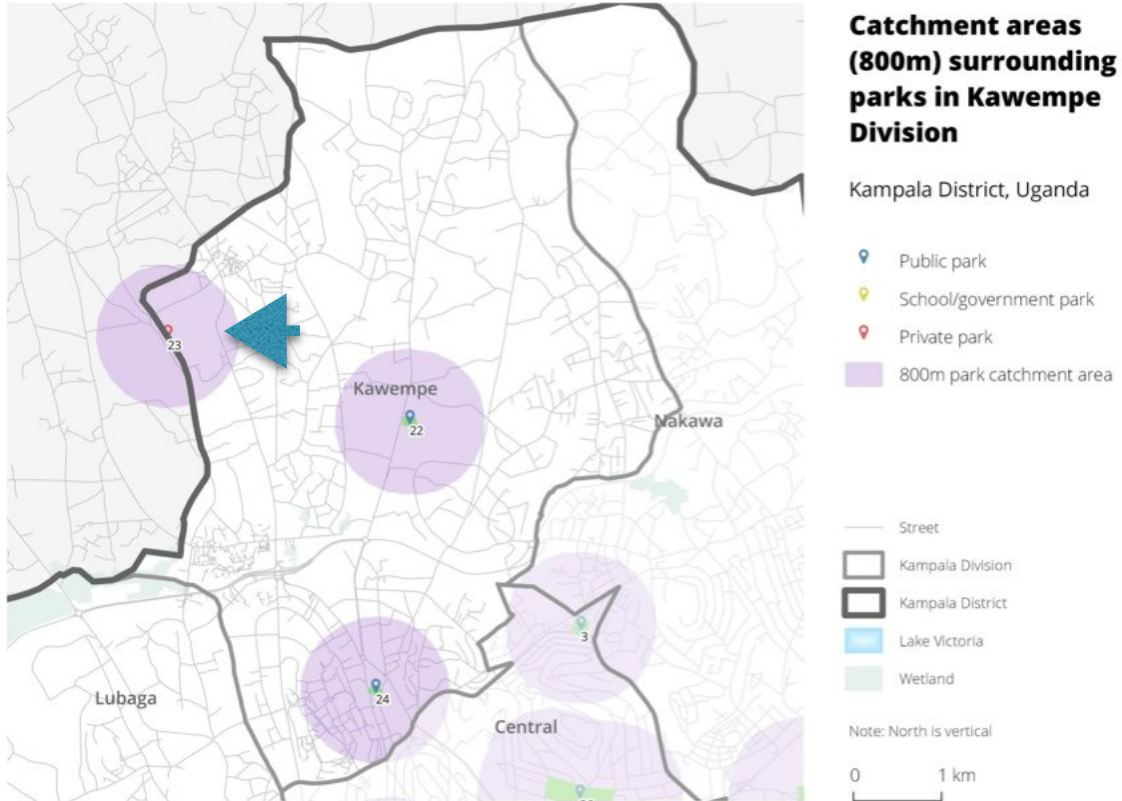 Catchment areas
(800m) surrounding
parks in Kawempe
Division
Kampala District, Uganda
Public park
School/government park
Private park
800m park catchment area
Street
Kampala Division
Kampala District
Lake Victoria
Wetland
Note: North is vertical
0 1 km
23
Kawempe
22
Nakawa
3
24
Lubaga
Central